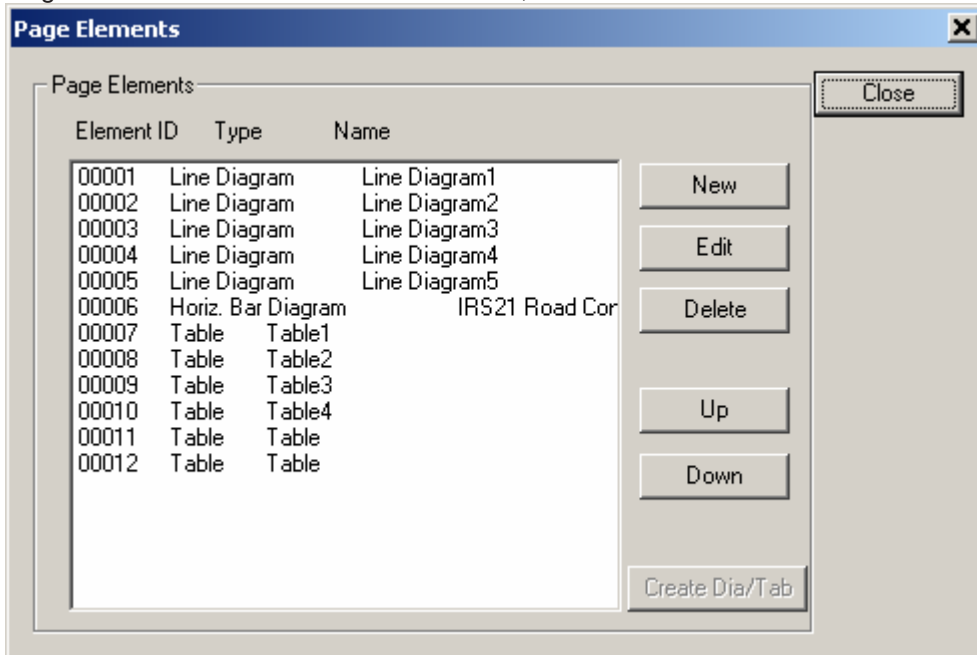 Page Elements
Page Elements
Close
Element ID Type Name
00001 Line Diagram Line Diagram1
00002 Line Diagram Line Diagram2
00003 Line Diagram Line Diagram3
00004 Line Diagram Line Diagram4
00005 Line Diagram Line Diagram5
00006 Horiz. Bar Diagram IRS21 Road Cor
00007 Table Table1
00008 Table Table2
00009 Table Table3
00010 Table Table4
00011 Table Table
00012 Table Table
New
Edit
Delete
Up
Down
Create Dia/Tab